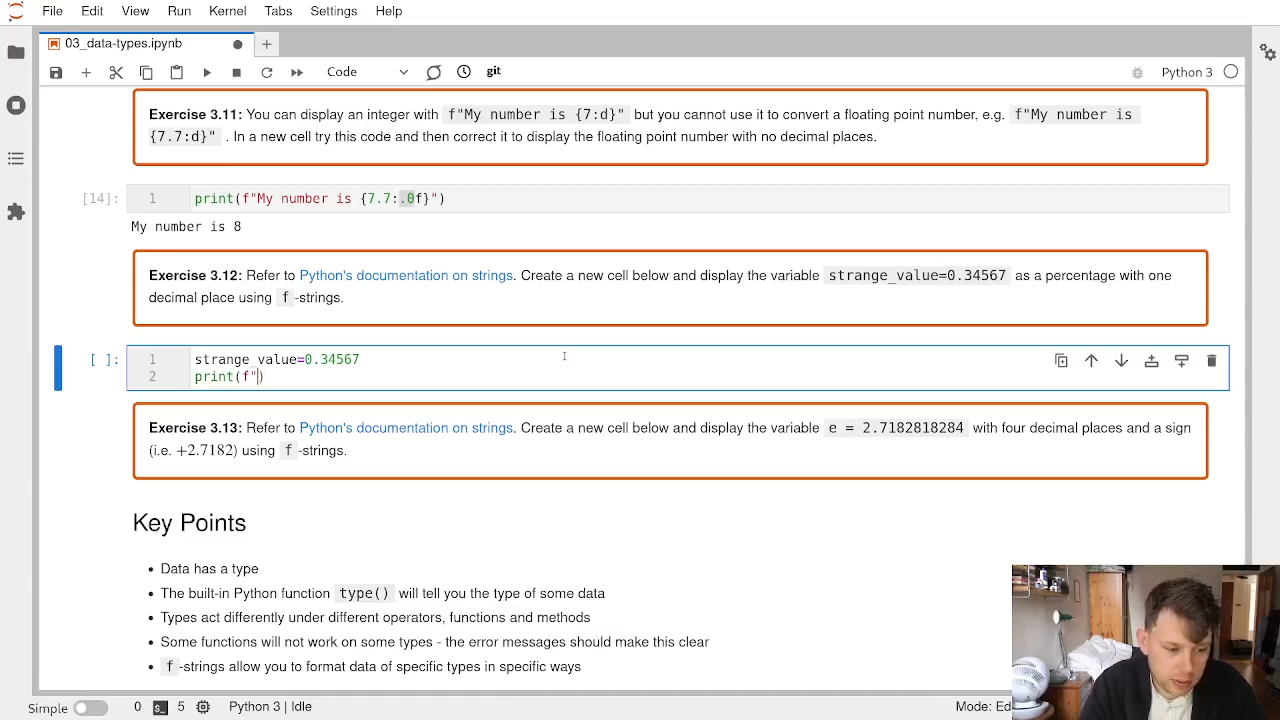 File Edit View Run Kernel Tabs Settings Help
03_data-types.ipynb
Code git Python 3
Exercise 3.11: You can display an integer with f"My number is {7:d}" but you cannot use it to convert a floating point number, e.g. f"My number is
{7.7:d}" . In a new cell try this code and then correct it to display the floating point number with no decimal places.
[14]: 1 print(f"My number is {7.7:.0f}")
My number is 8
Exercise 3.12: Refer to Python's documentation on strings. Create a new cell below and display the variable strange_value=0.34567 as a percentage with one
decimal place using f -strings.
[ ]: 1 strange_value=0.34567
2 print(f")
Exercise 3.13: Refer to Python's documentation on strings. Create a new cell below and display the variable e = 2.7182818284 with four decimal places and a sign
(i.e. +2.7182) using f -strings.
Key Points
• Data has a type
• The built-in Python function type() will tell you the type of some data
• Types act differently under different operators, functions and methods
• Some functions will not work on some types - the error messages should make this clear
• f -strings allow you to format data of specific types in specific ways
Simple 0 $_ 5 Python 3 | Idle Mode: Ed